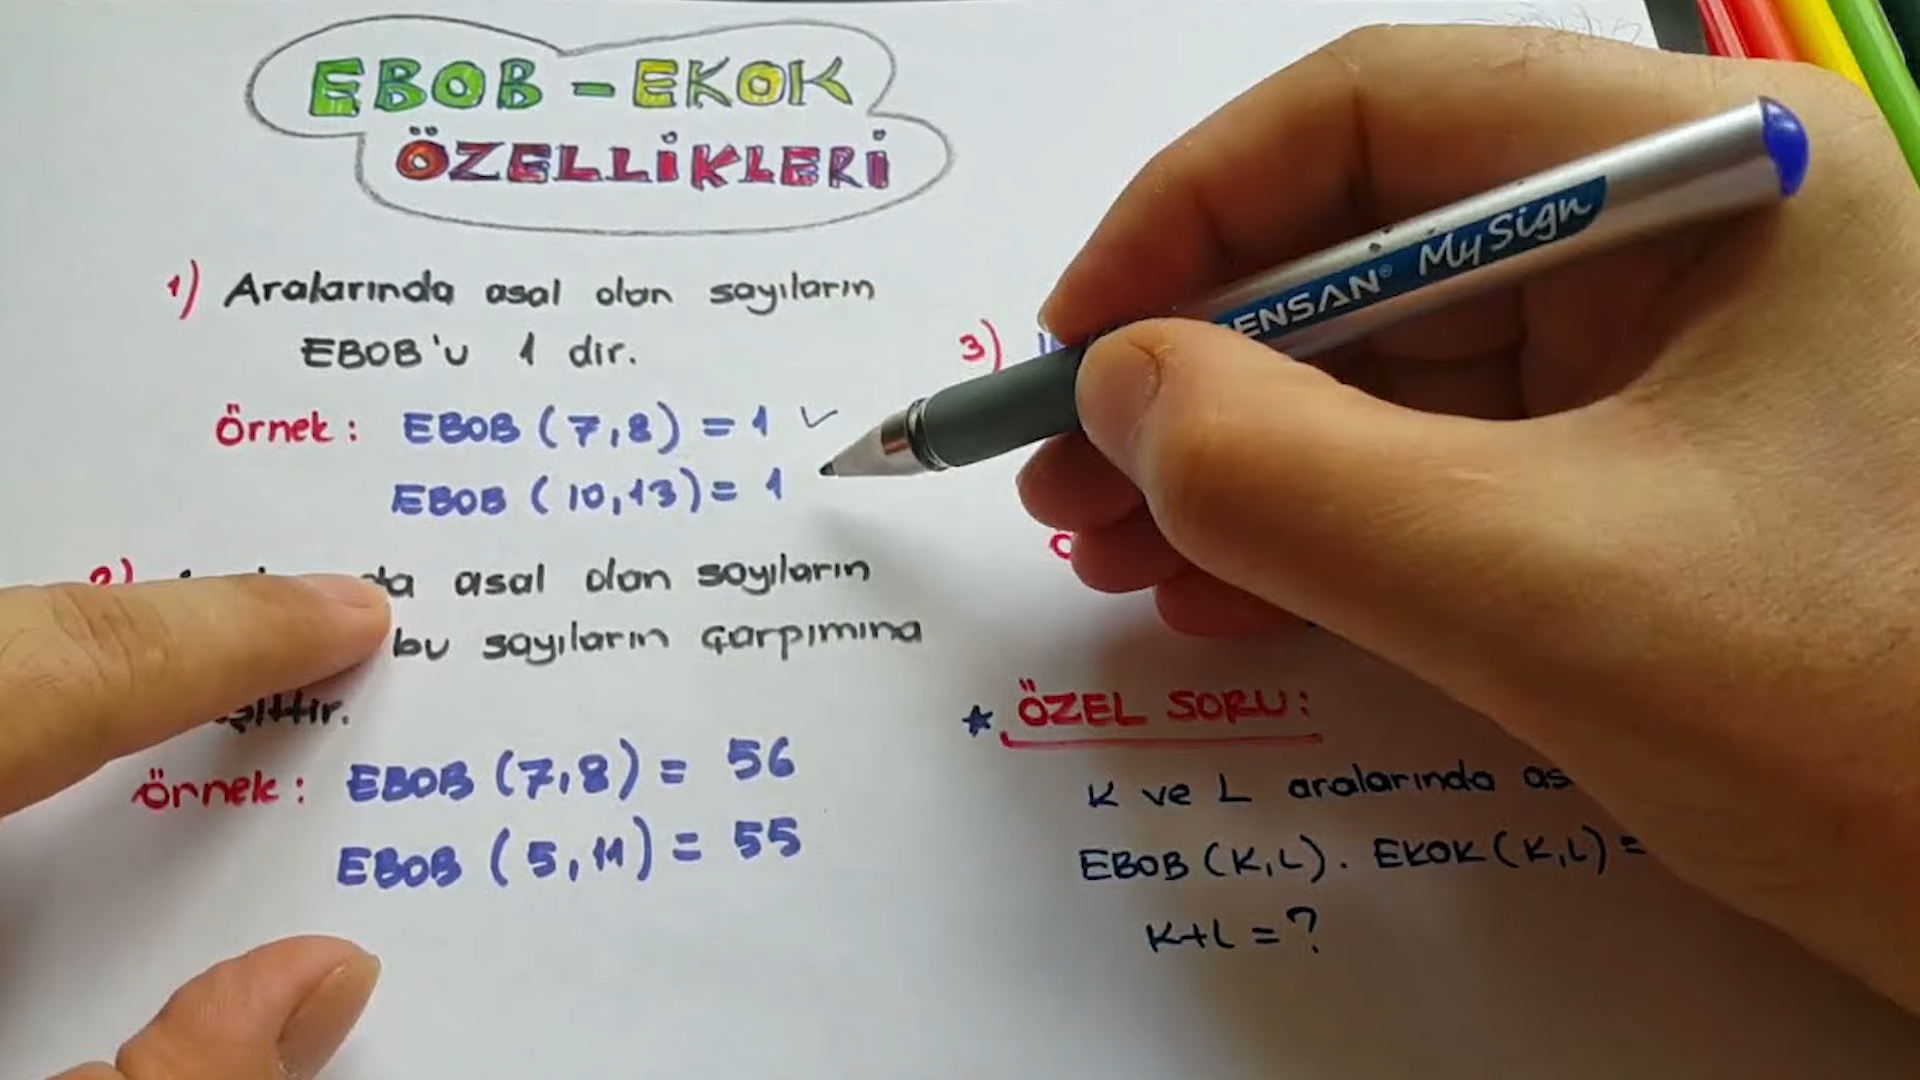 EBOB - EKOK
ÖZELLİKLERİ
1) Aralarında asal olan sayıların
EBOB'u 1 dir.
Örnek: EBOB (7,8) = 1 ✓
EBOB (10,13) = 1
2) asal olan sayıların
bu sayıların çarpımına
Örnek: EBOB (7,8) = 56
EBOB (5,11) = 55
3)
★ ÖZEL SORU:
K ve L aralarında
EBOB (K,L) . EKOK (K,L) =
K+L = ?
MySign